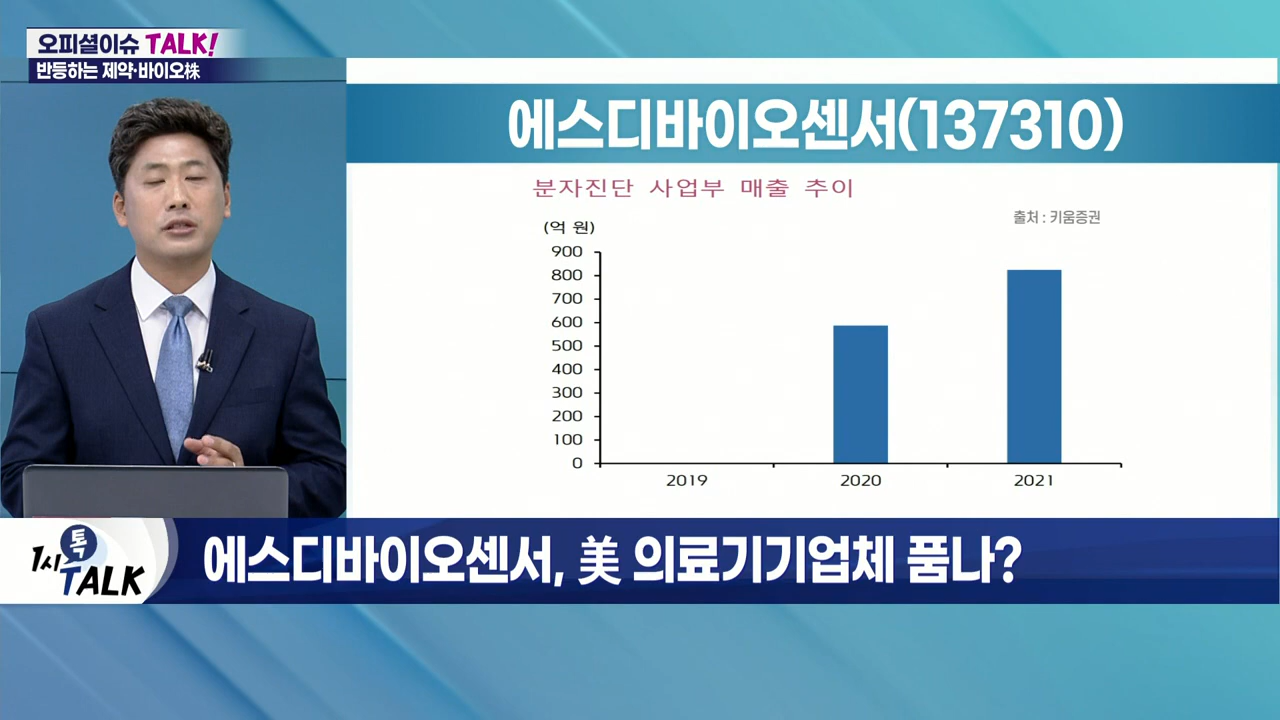 오피셜이슈 TALK!
반등하는 제약·바이오株
에스디바이오센서(137310)
분자진단 사업부 매출 추이
출처 : 키움증권
(억 원)
900
800
700
600
500
400
300
200
100
0
2019
2020
2021
1시톡
TALK
에스디바이오센서, 美 의료기기업체 품나?